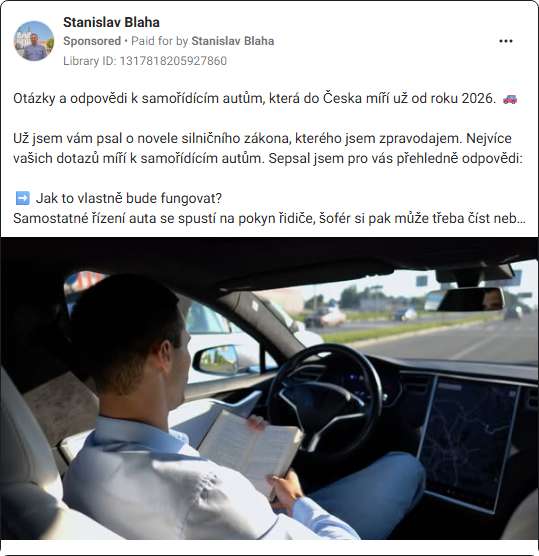 Stanislav Blaha
Sponsored • Paid for by Stanislav Blaha
Library ID: 1317818205927860
Otázky a odpovědi k samořídícím autům, která do Česka míří už od roku 2026. 🚗
Už jsem vám psal o novele silničního zákona, kterého jsem zpravodajem. Nejvíce
vašich dotazů míří k samořídícím autům. Sepsal jsem pro vás přehledně odpovědi:
➡️ Jak to vlastně bude fungovat?
Samostatné řízení auta se spustí na pokyn řidiče, šofér si pak může třeba číst neb...